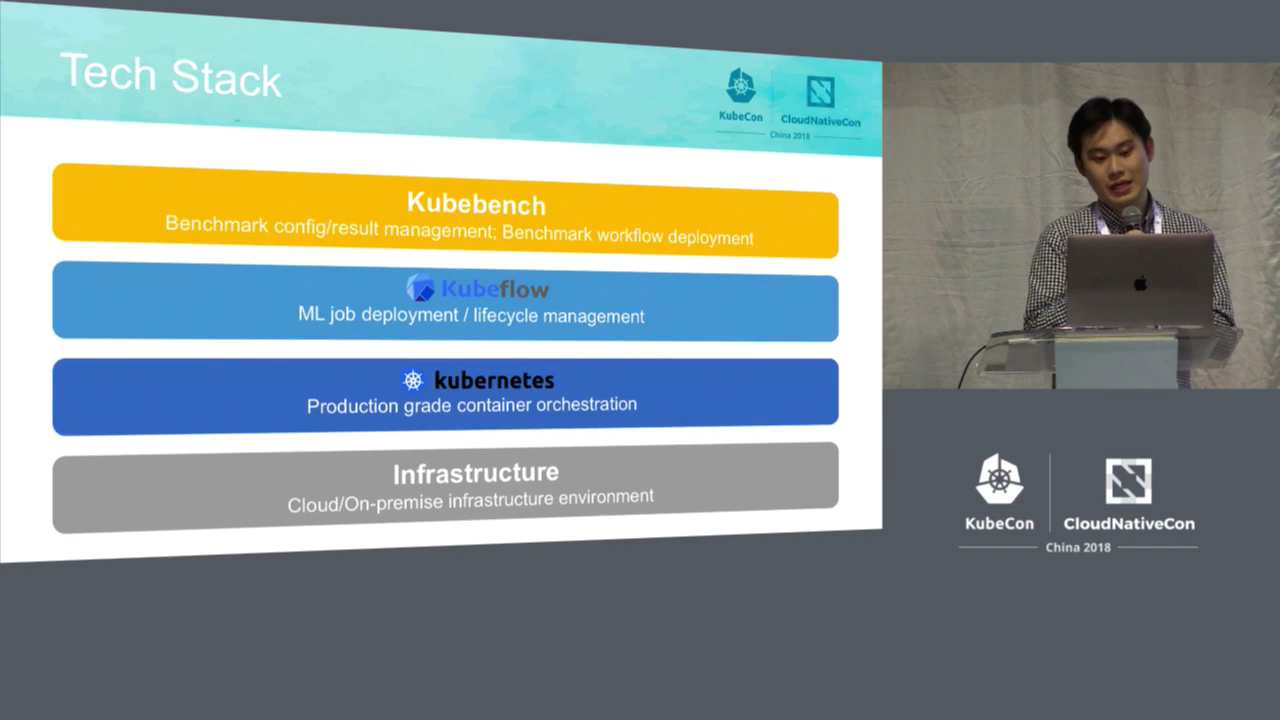 Tech Stack
KubeCon
CloudNativeCon
China 2018
Kubebench
Benchmark config/result management; Benchmark workflow deployment
Kubeflow
ML job deployment / lifecycle management
kubernetes
Production grade container orchestration
Infrastructure
Cloud/On-premise infrastructure environment
KubeCon
CloudNativeCon
China 2018